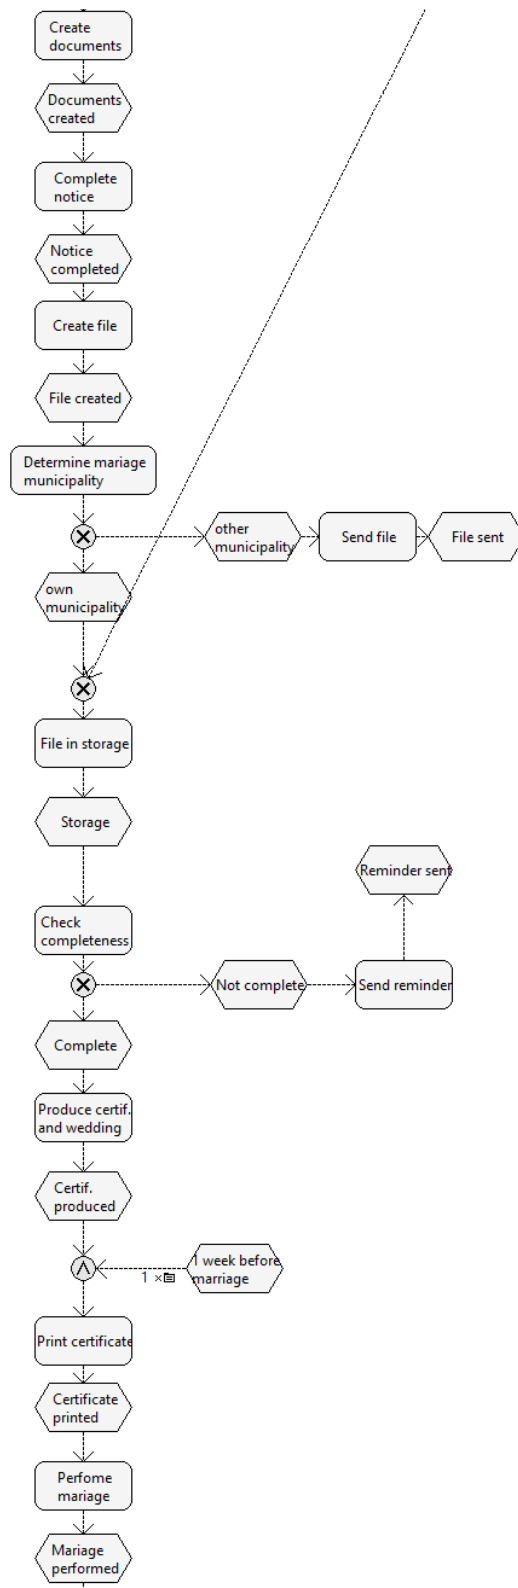 Create
documents
Documents
created
Complete
notice
Notice
completed
Create file
File created
Determine mariage
municipality
other
municipality
Send file
File sent
own
municipality
File in storage
Storage
Reminder sent
Check
completeness
Not complete
Send reminder
Complete
Produce certif.
and wedding
Certif.
produced
1 week before
marriage
1 ×
Print certificate
Certificate
printed
Perfome
mariage
Mariage
performed